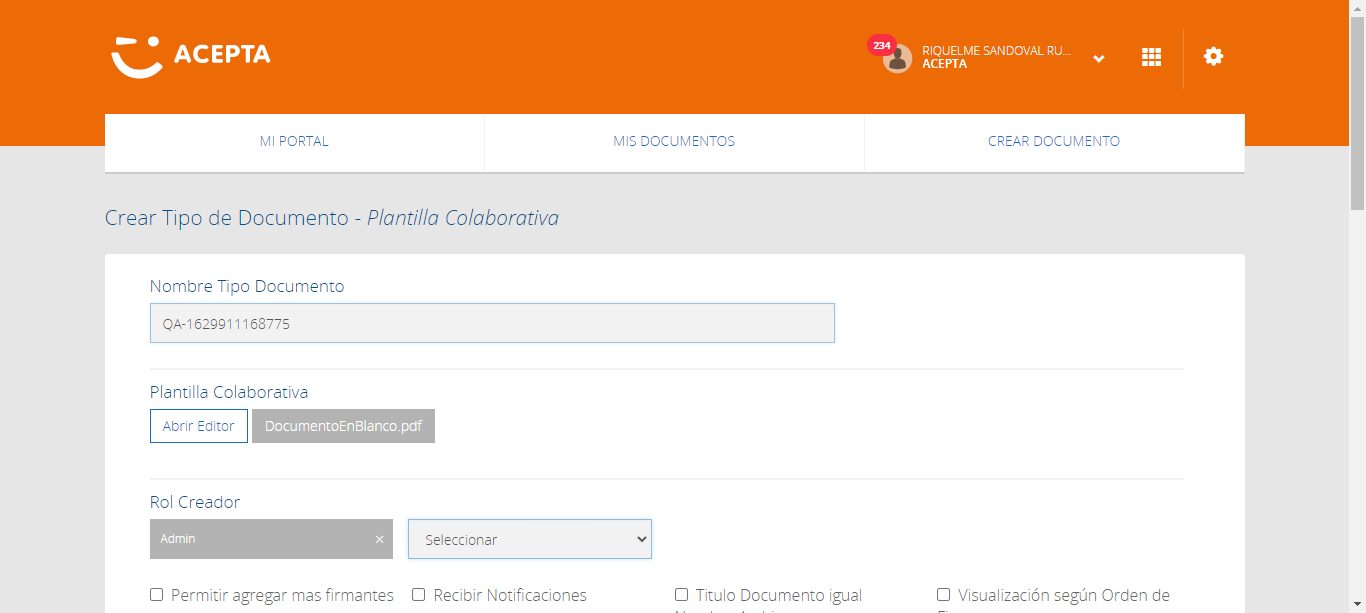 ACEPTA
234
RIQUELME SANDOVAL RU...
ACEPTA
MI PORTAL
MIS DOCUMENTOS
CREAR DOCUMENTO
Crear Tipo de Documento - Plantilla Colaborativa
Nombre Tipo Documento
QA-1629911168775
Plantilla Colaborativa
Abrir Editor
DocumentoEnBlanco.pdf
Rol Creador
Admin ×
Seleccionar
Permitir agregar mas firmantes
Recibir Notificaciones
Titulo Documento igual
Visualización según Orden de